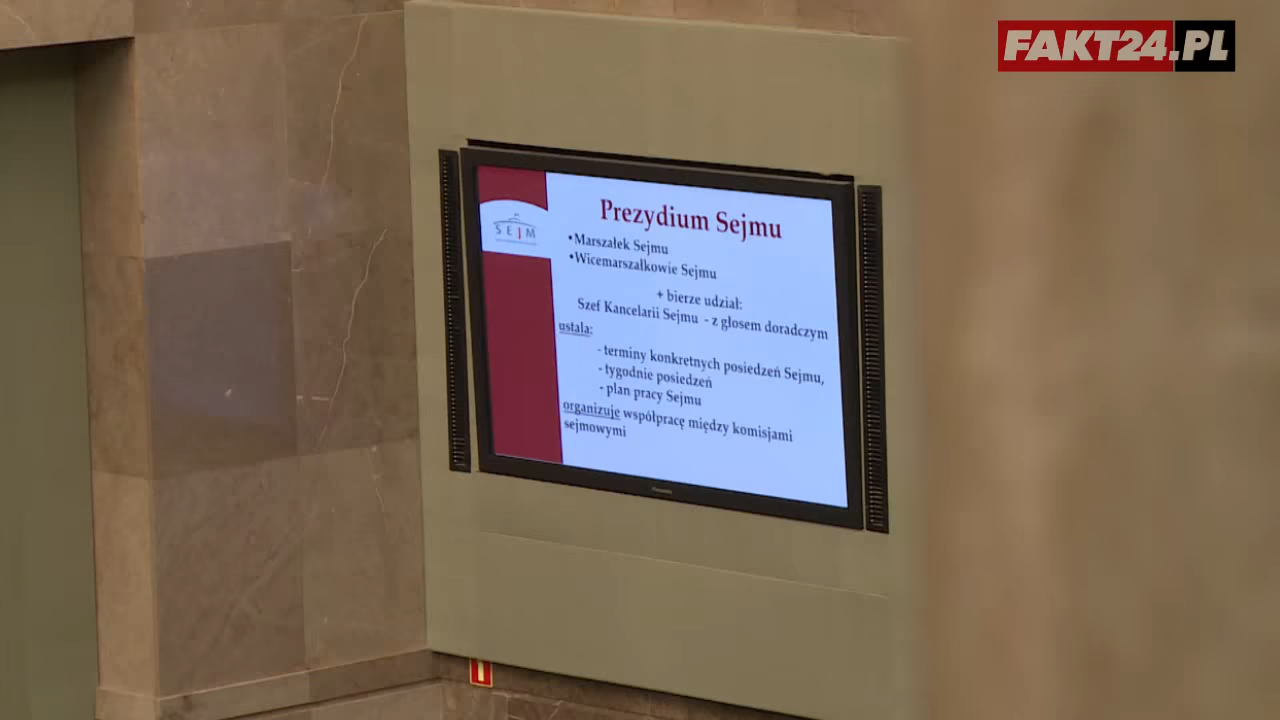 FAKT24.PL
SEJM
Prezydium Sejmu
•Marszałek Sejmu
•Wicemarszałkowie Sejmu
+ bierze udział:
Szef Kancelarii Sejmu - z głosem doradczym
ustala:
- terminy konkretnych posiedzeń Sejmu,
- tygodnie posiedzeń
- plan pracy Sejmu
organizuje współpracę między komisjami
sejmowymi
Panasonic